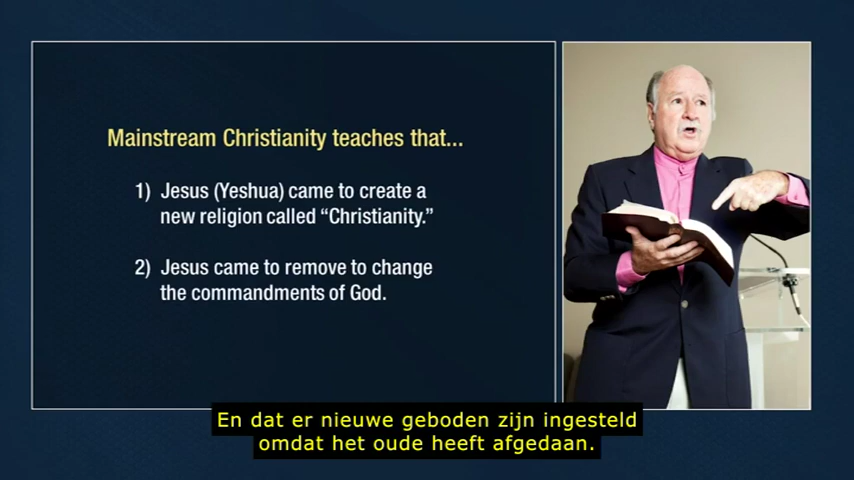 Mainstream Christianity teaches that...
1) Jesus (Yeshua) came to create a
new religion called “Christianity.”
2) Jesus came to remove to change
the commandments of God.
En dat er nieuwe geboden zijn ingesteld
omdat het oude heeft afgedaan.